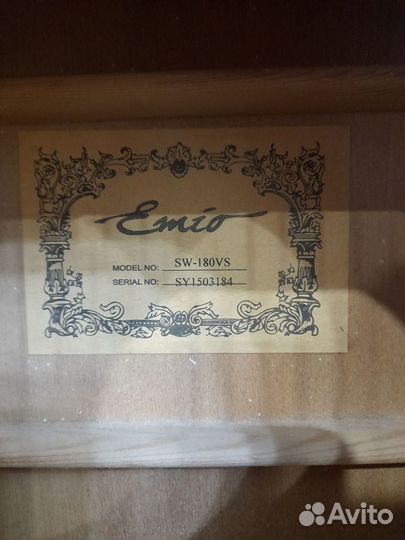 Emio
MODEL NO: SW-180VS
SERIAL NO: SY1503184
Avito